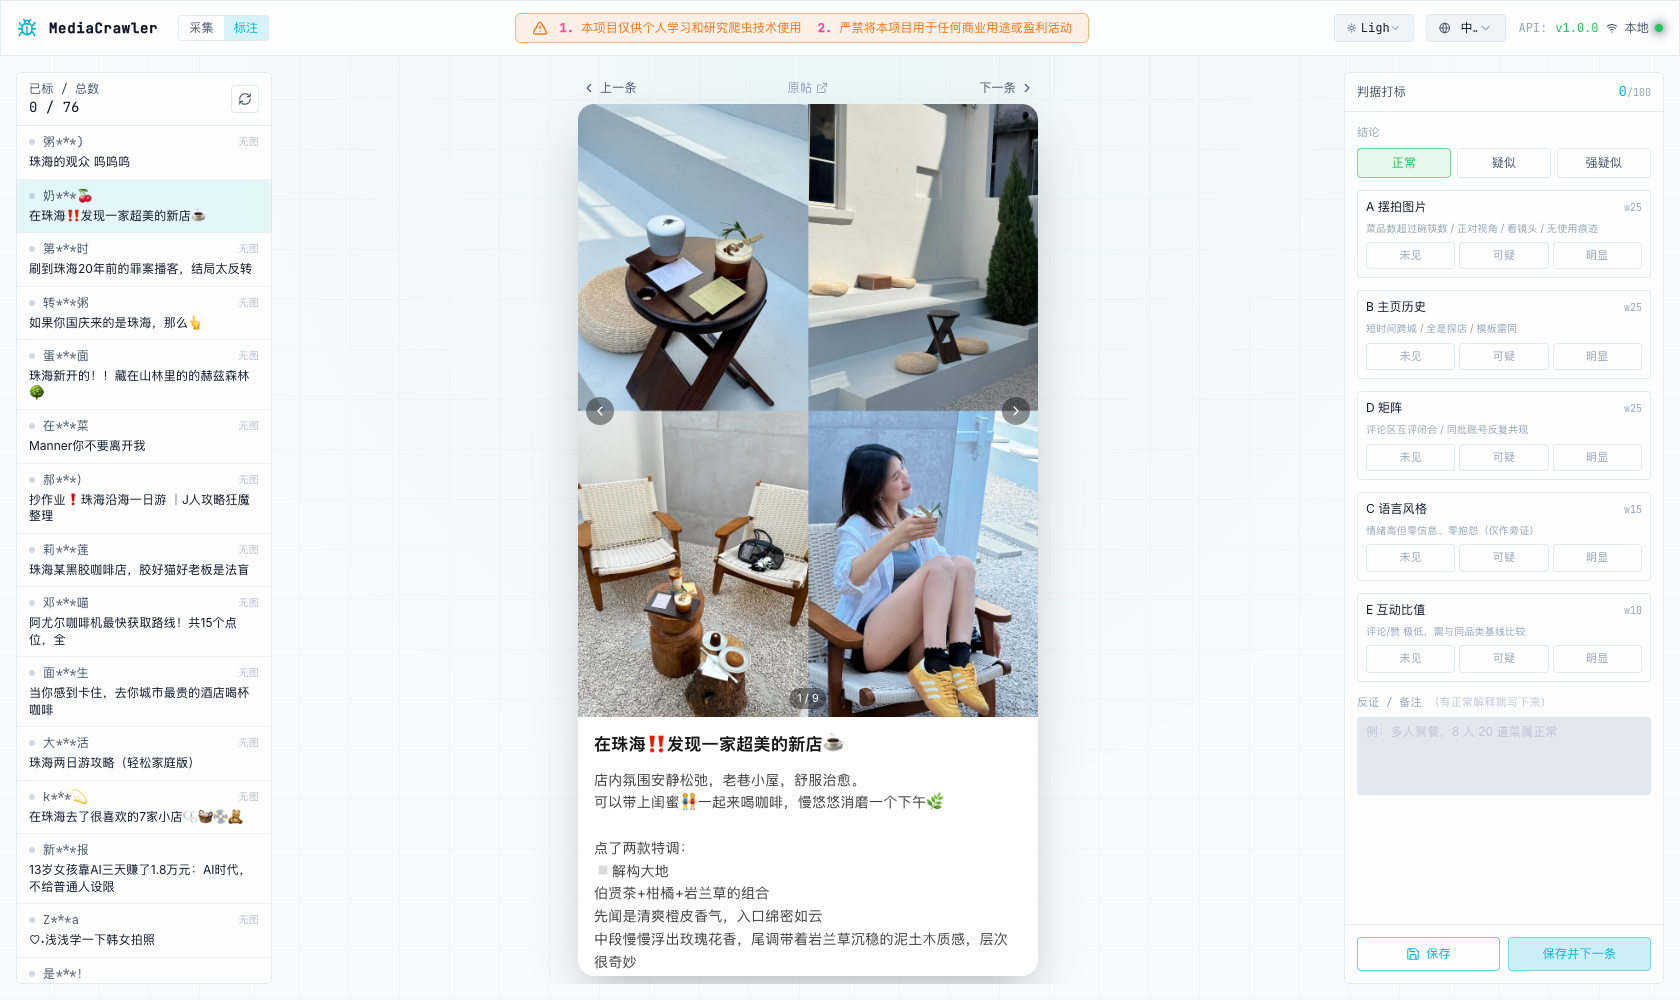 MediaCrawler
采集
标注
1. 本项目仅供个人学习和研究爬虫技术使用 2. 严禁将本项目用于任何商业用途或盈利活动
Ligh
中..
API: v1.0.0
本地
已标 / 总数
0 / 76
粥***)
无图
珠海的观众 呜呜呜
奶***🍒
在珠海‼️发现一家超美的新店☕
第***时
无图
刷到珠海20年前的罪案播客，结局太反转
转***粥
无图
如果你国庆来的是珠海，那么👆
蛋***面
无图
珠海新开的！！藏在山林里的的赫兹森林
🌳
在***菜
无图
Manner你不要离开我
郝***)
无图
抄作业❗珠海沿海一日游 ｜J人攻略狂魔
整理
莉***莲
无图
珠海某黑胶咖啡店，胶好猫好老板是法盲
邓***喵
无图
阿尤尔咖啡机最快获取路线！共15个点
位，全
面***生
无图
当你感到卡住，去你城市最贵的酒店喝杯
咖啡
大***活
无图
珠海两日游攻略（轻松家庭版）
k***💫
无图
在珠海去了很喜欢的7家小店
新***报
无图
13岁女孩靠AI三天赚了1.8万元：AI时代，
不给普通人设限
Z***a
无图
♡.浅浅学一下韩女拍照
是***！
上一条
原帖
下一条
1 / 9
在珠海‼️发现一家超美的新店☕
店内氛围安静松弛，老巷小屋，舒服治愈。
可以带上闺蜜👭一起来喝咖啡，慢悠悠消磨一个下午🌿
点了两款特调：
◽解构大地
伯贤茶+柑橘+岩兰草的组合
先闻是清爽橙皮香气，入口绵密如云
中段慢慢浮出玫瑰花香，尾调带着岩兰草沉稳的泥土木质感，层次
很奇妙
判据打标
0/100
结论
正常
疑似
强疑似
A 摆拍图片
w25
菜品数超过碗筷数 / 正对视角 / 看镜头 / 无使用痕迹
未见
可疑
明显
B 主页历史
w25
短时间跨城 / 全是探店 / 模板雷同
未见
可疑
明显
D 矩阵
w25
评论区互评闭合 / 同批账号反复共现
未见
可疑
明显
C 语言风格
w15
情绪高但零信息、零抱怨（仅作旁证）
未见
可疑
明显
E 互动比值
w10
评论/赞 极低，需与同品类基线比较
未见
可疑
明显
反证 / 备注 （有正常解释就写下来）
例：多人聚餐，8 人 20 道菜属正常
保存
保存并下一条